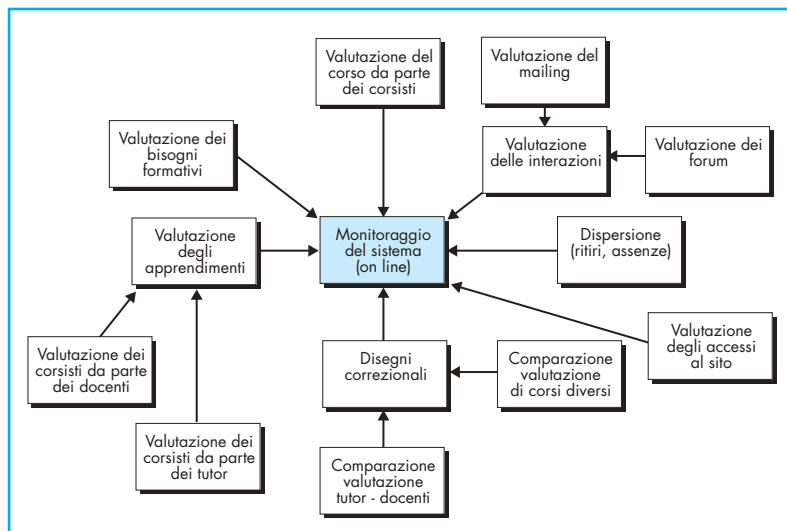 Valutazione del
corso da parte
dei corsisti
Valutazione del
mailing
Valutazione dei
bisogni
formativi
Valutazione
delle interazioni
Valutazione dei
forum
Valutazione
degli
apprendimenti
Monitoraggio
del sistema
(on line)
Dispersione
(ritiri, assenze)
Valutazione dei
corsisti da parte
dei docenti
Disegni
correzionali
Comparazione
valutazione
di corsi diversi
Valutazione
degli accessi
al sito
Valutazione dei
corsisti da parte
dei tutor
Comparazione
valutazione
tutor - docenti